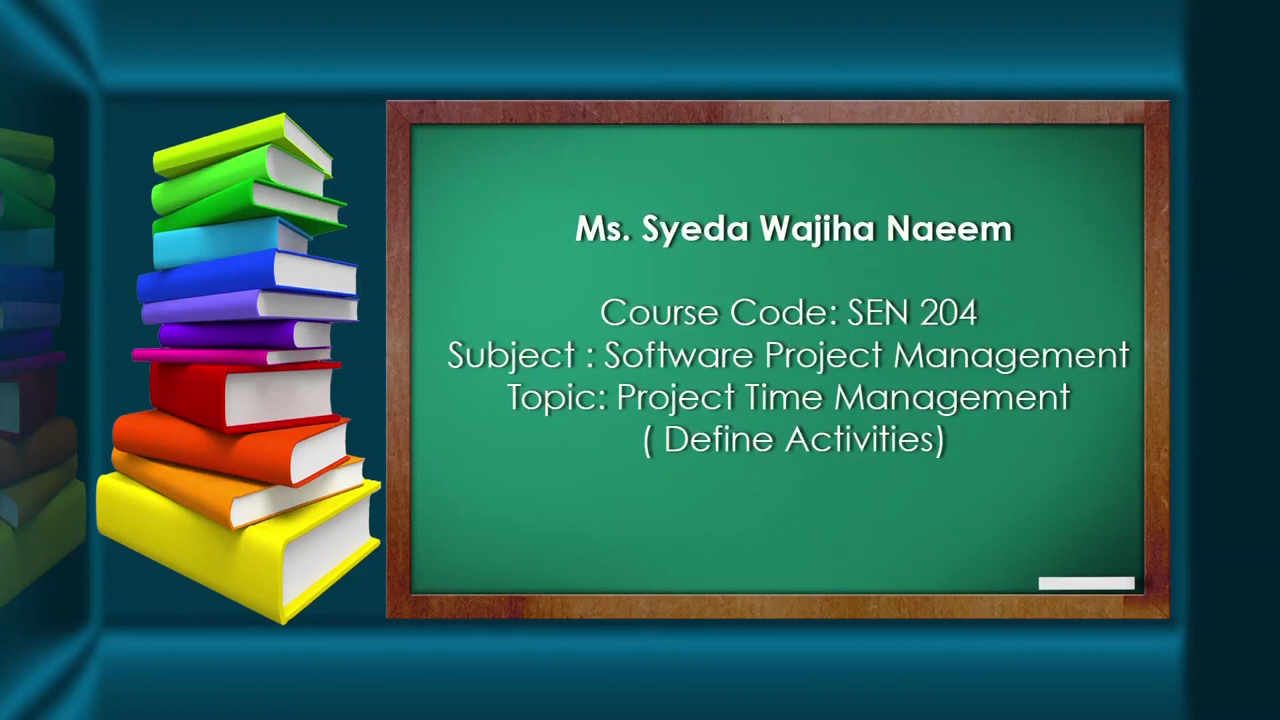 Ms. Syeda Wajiha Naeem
Course Code: SEN 204
Subject : Software Project Management
Topic: Project Time Management
( Define Activities)